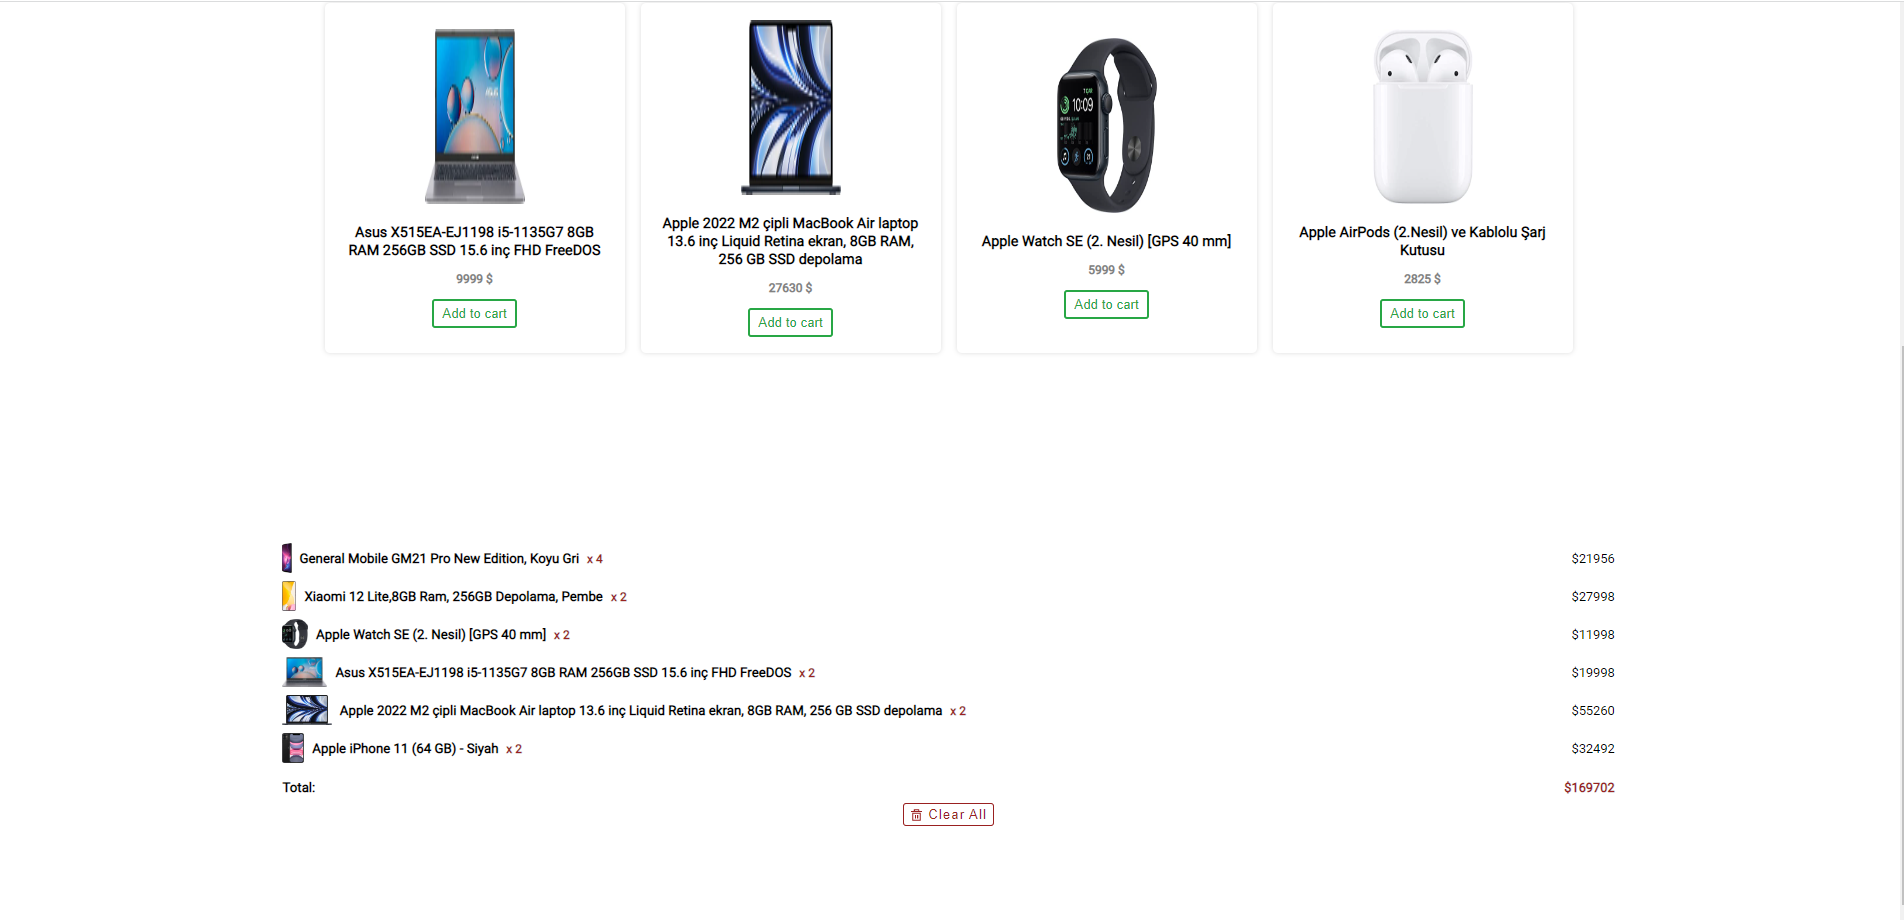 Asus X515EA-EJ1198 i5-1135G7 8GB
RAM 256GB SSD 15.6 inç FHD FreeDOS
9999 $
Add to cart
Apple 2022 M2 çipli MacBook Air laptop
13.6 inç Liquid Retina ekran, 8GB RAM,
256 GB SSD depolama
27630 $
Add to cart
10:09
Apple Watch SE (2. Nesil) [GPS 40 mm]
5999 $
Add to cart
Apple AirPods (2.Nesil) ve Kablolu Şarj
Kutusu
2825 $
Add to cart
General Mobile GM21 Pro New Edition, Koyu Gri x 4 $21956
Xiaomi 12 Lite,8GB Ram, 256GB Depolama, Pembe x 2 $27998
Apple Watch SE (2. Nesil) [GPS 40 mm] x 2 $11998
Asus X515EA-EJ1198 i5-1135G7 8GB RAM 256GB SSD 15.6 inç FHD FreeDOS x 2 $19998
Apple 2022 M2 çipli MacBook Air laptop 13.6 inç Liquid Retina ekran, 8GB RAM, 256 GB SSD depolama x 2 $55260
Apple iPhone 11 (64 GB) - Siyah x 2 $32492
Total: $169702
Clear All